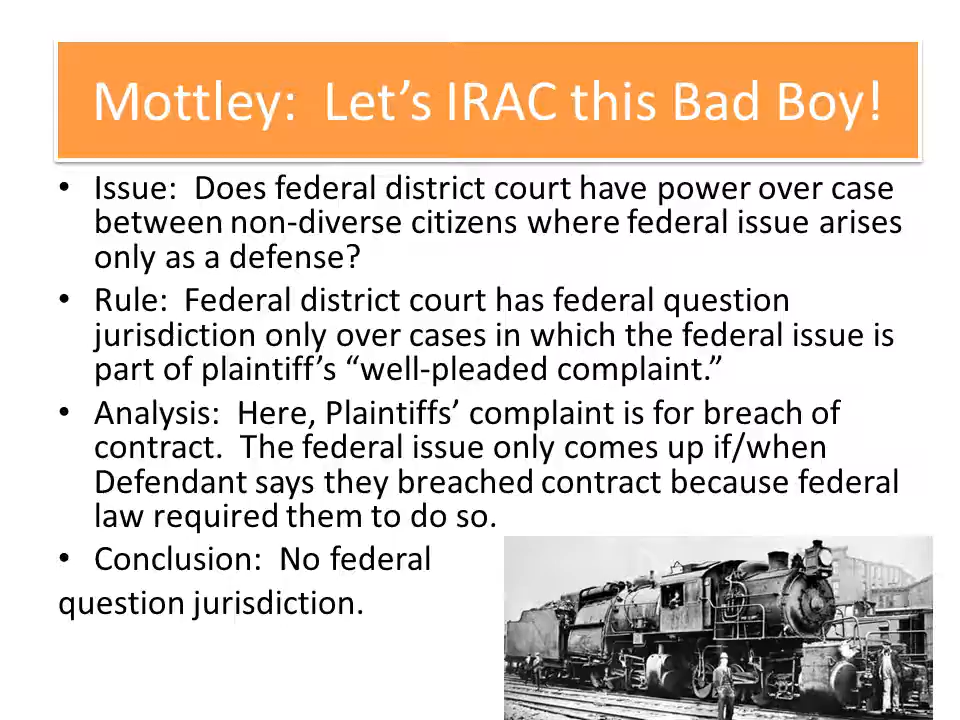 Mottley: Let's IRAC this Bad Boy!
• Issue: Does federal district court have power over case
between non-diverse citizens where federal issue arises
only as a defense?
• Rule: Federal district court has federal question
jurisdiction only over cases in which the federal issue is
part of plaintiff's “well-pleaded complaint.”
• Analysis: Here, Plaintiffs' complaint is for breach of
contract. The federal issue only comes up if/when
Defendant says they breached contract because federal
law required them to do so.
• Conclusion: No federal
question jurisdiction.